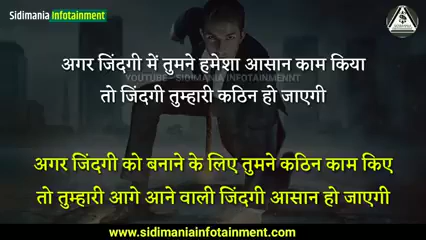 Sidimania Infotainment
अगर जिंदगी में तुमने हमेशा आसान काम किया
YOUTUBE - SIDIMANIA INFOTAINMENNT
तो जिंदगी तुम्हारी कठिन हो जाएगी
अगर जिंदगी को बनाने के लिए तुमने कठिन काम किए
तो तुम्हारी आगे आने वाली जिंदगी आसान हो जाएगी
www.sidimaniainfotainment.com